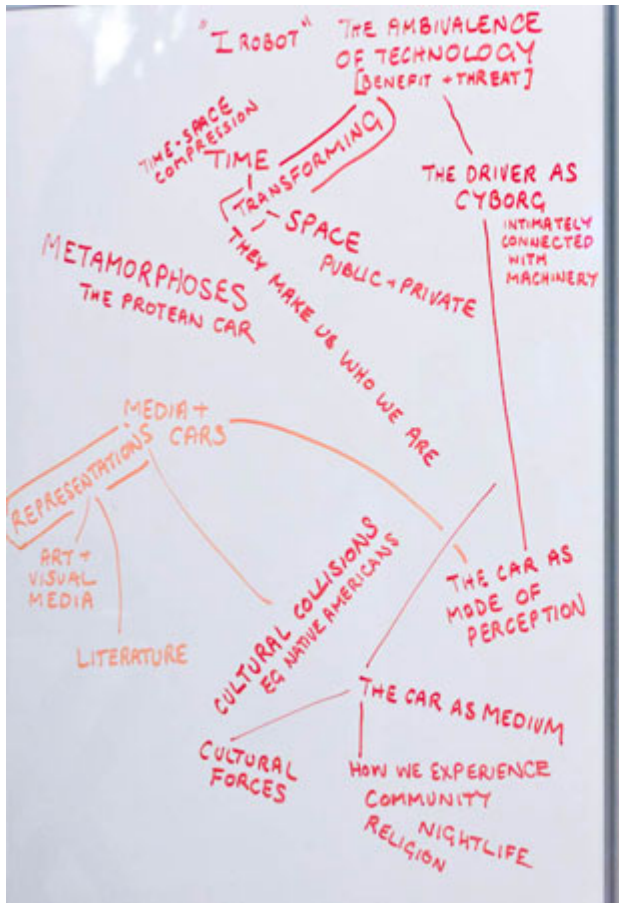 "I ROBOT"
THE AMBIVALENCE
OF TECHNOLOGY
[BENEFIT + THREAT]
TIME-SPACE
COMPRESSION
TIME
TRANSFORMING
SPACE
PUBLIC + PRIVATE
THEY MAKE US WHO WE ARE
THE DRIVER AS
CYBORG
INTIMATELY
CONNECTED
WITH
MACHINERY
METAMORPHOSES
THE PROTEAN CAR
MEDIA +
CARS
REPRESENTATIONS
ART +
VISUAL
MEDIA
LITERATURE
CULTURAL COLLISIONS
EG NATIVE AMERICANS
THE CAR AS
MODE OF
PERCEPTION
THE CAR AS MEDIUM
CULTURAL
FORCES
HOW WE EXPERIENCE
COMMUNITY
NIGHTLIFE
RELIGION